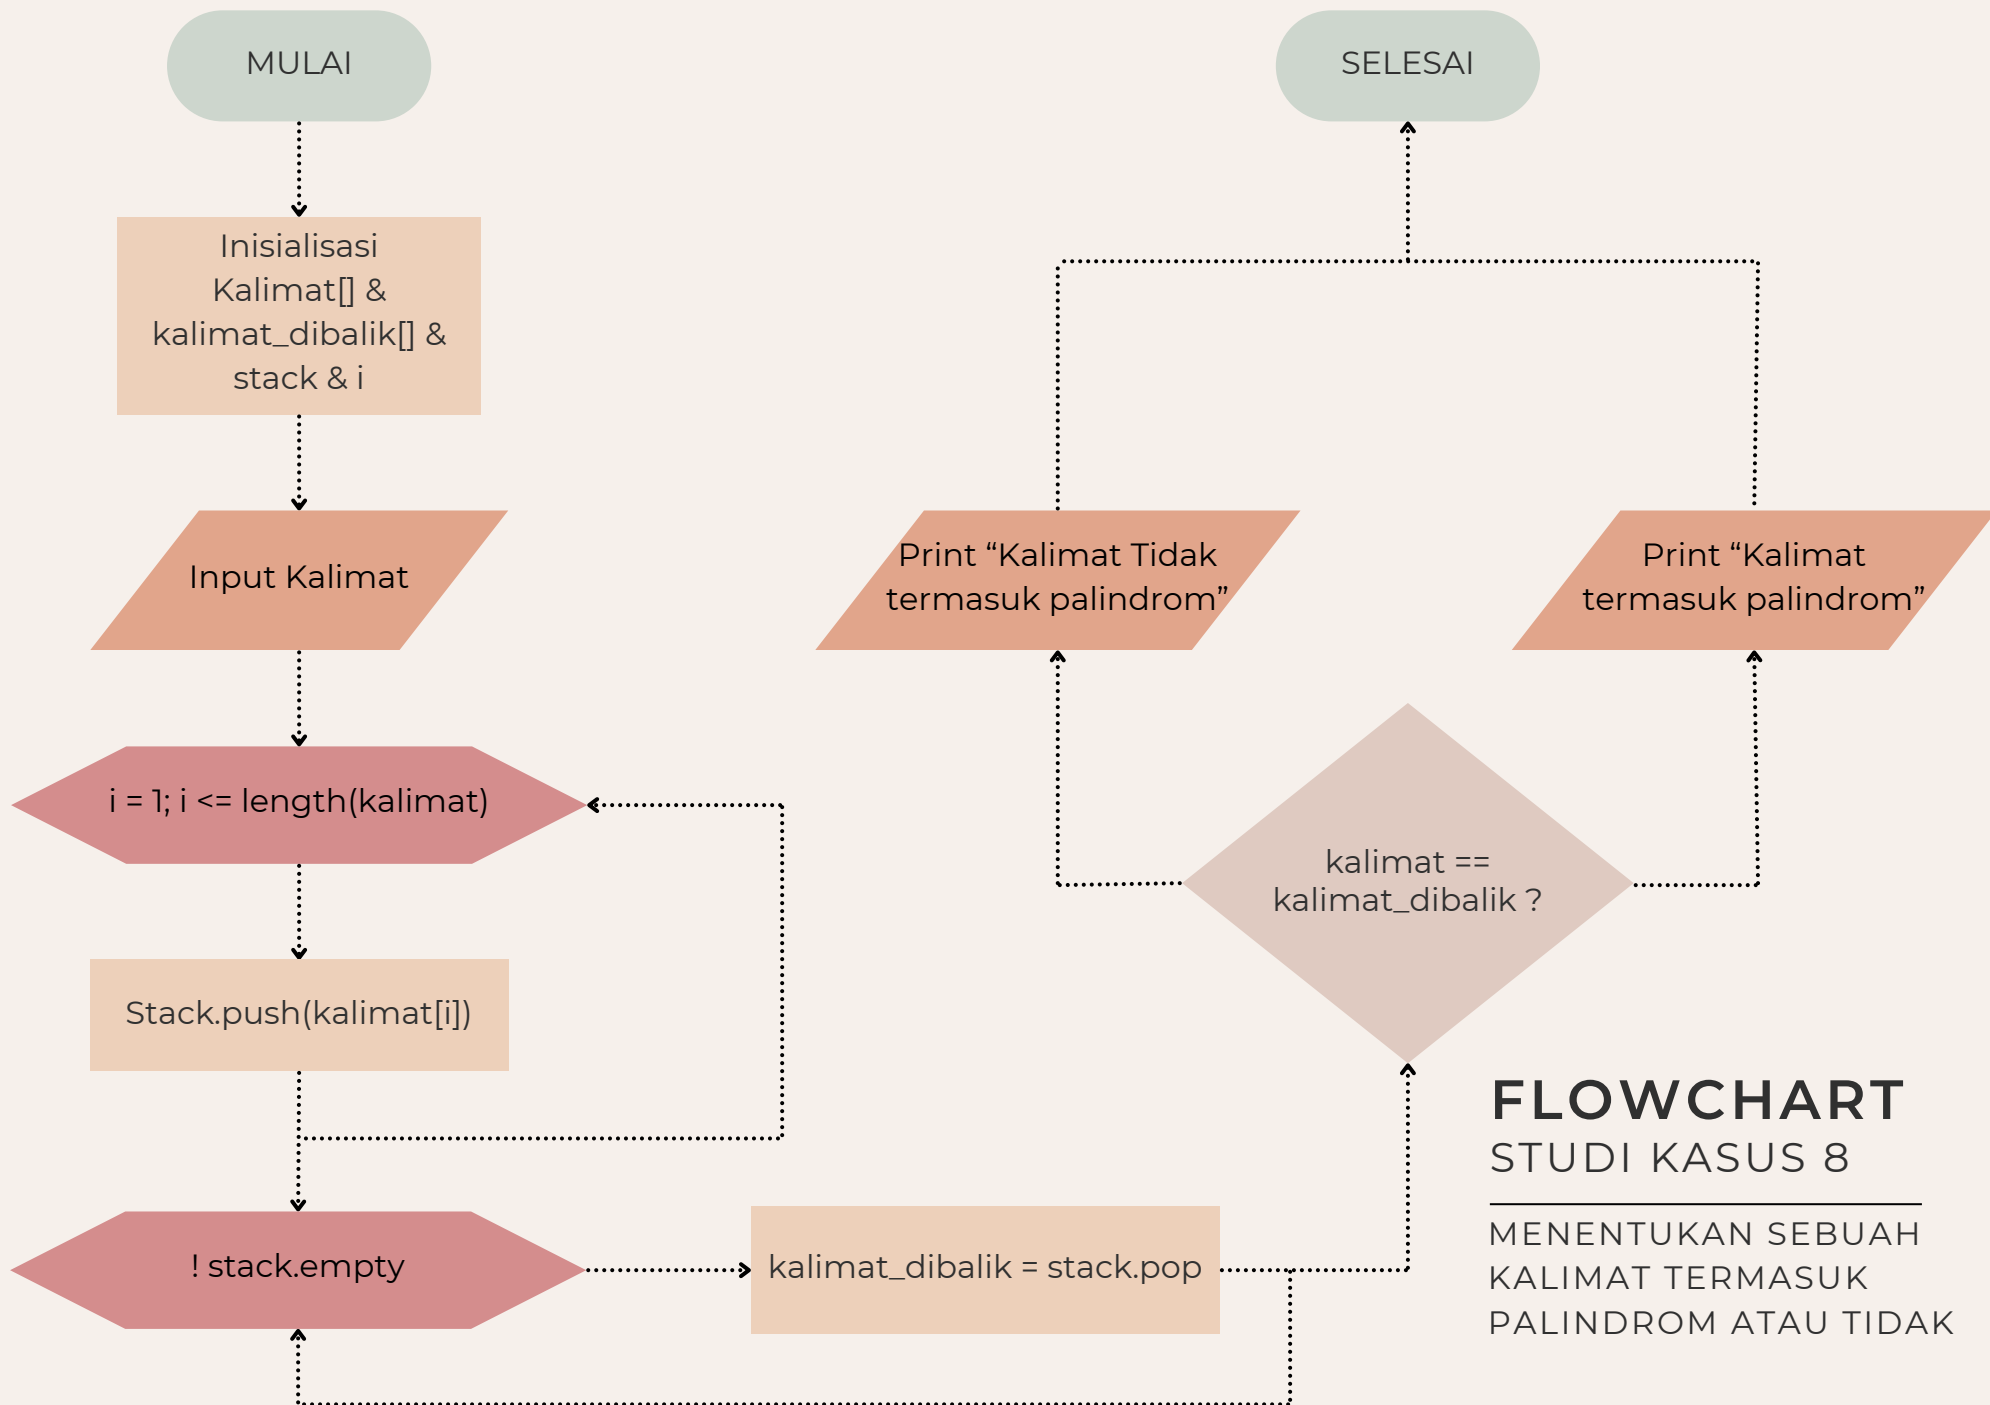 MULAI
Inisialisasi
Kalimat[] &
kalimat_dibalik[] &
stack & i
Input Kalimat
i = 1; i <= length(kalimat)
Stack.push(kalimat[i])
! stack.empty
kalimat_dibalik = stack.pop
kalimat ==
kalimat_dibalik ?
Print “Kalimat Tidak
termasuk palindrom”
Print “Kalimat
termasuk palindrom”
SELESAI
FLOWCHART
STUDI KASUS 8
MENENTUKAN SEBUAH
KALIMAT TERMASUK
PALINDROM ATAU TIDAK